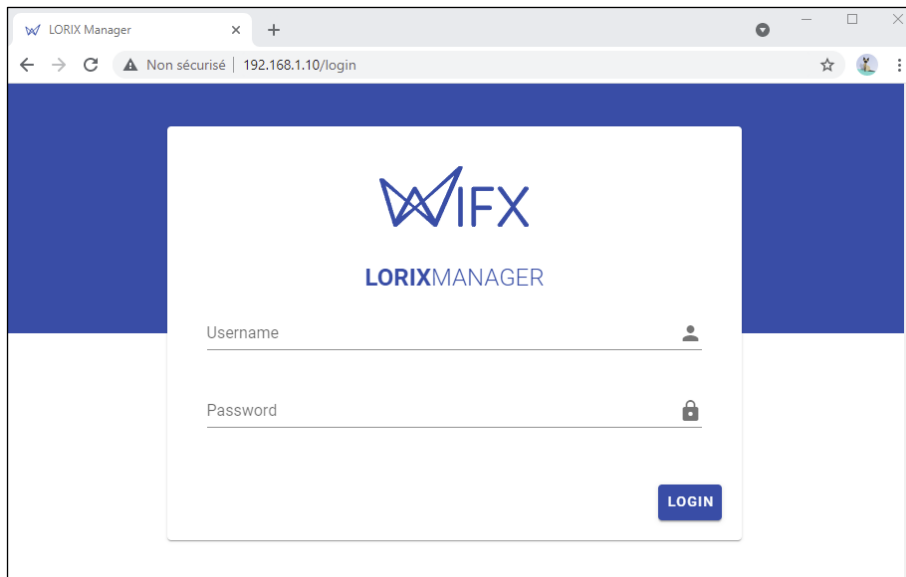 LORIX Manager
Non sécurisé | 192.168.1.10/login
WIFX
LORIXMANAGER
Username
Password
LOGIN